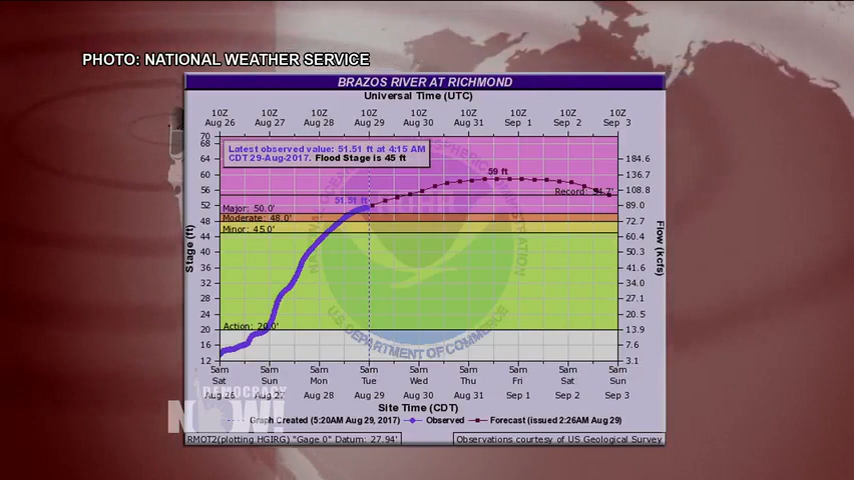 PHOTO: NATIONAL WEATHER SERVICE
BRAZOS RIVER AT RICHMOND
Universal Time (UTC)
10Z 10Z 10Z 10Z 10Z 10Z 10Z 10Z 10Z
Aug 26 Aug 27 Aug 28 Aug 29 Aug 30 Aug 31 Sep 1 Sep 2 Sep 3
Latest observed value: 51.51 ft at 4:15 AM
CDT 29-Aug-2017. Flood Stage is 45 ft
70
68
64
60
56
52
48
44
40
36
32
28
24
20
16
12
Stage (ft)
184.6
136.7
108.8
89.0
72.7
60.4
50.3
41.6
34.0
27.1
20.5
13.9
7.6
3.1
Flow (kcfs)
59 ft
51.51 ft
Record:
Major: 50.0'
Moderate: 48.0'
Minor: 45.0'
Action: 20.0'
U.S. DEPARTMENT OF COMMERCE
5am 5am 5am 5am 5am 5am 5am 5am 5am
Sat Sun Mon Tue Wed Thu Fri Sat Sun
Aug 26 Aug 27 Aug 28 Aug 29 Aug 30 Aug 31 Sep 1 Sep 2 Sep 3
Site Time (CDT)
DEMOCRACY
NOW!
Graph Created (5:20AM Aug 29, 2017) Observed Forecast (issued 2:26AM Aug 29)
RMOT2(plotting HGIRG) "Gage 0" Datum: 27.94'
Observations courtesy of US Geological Survey